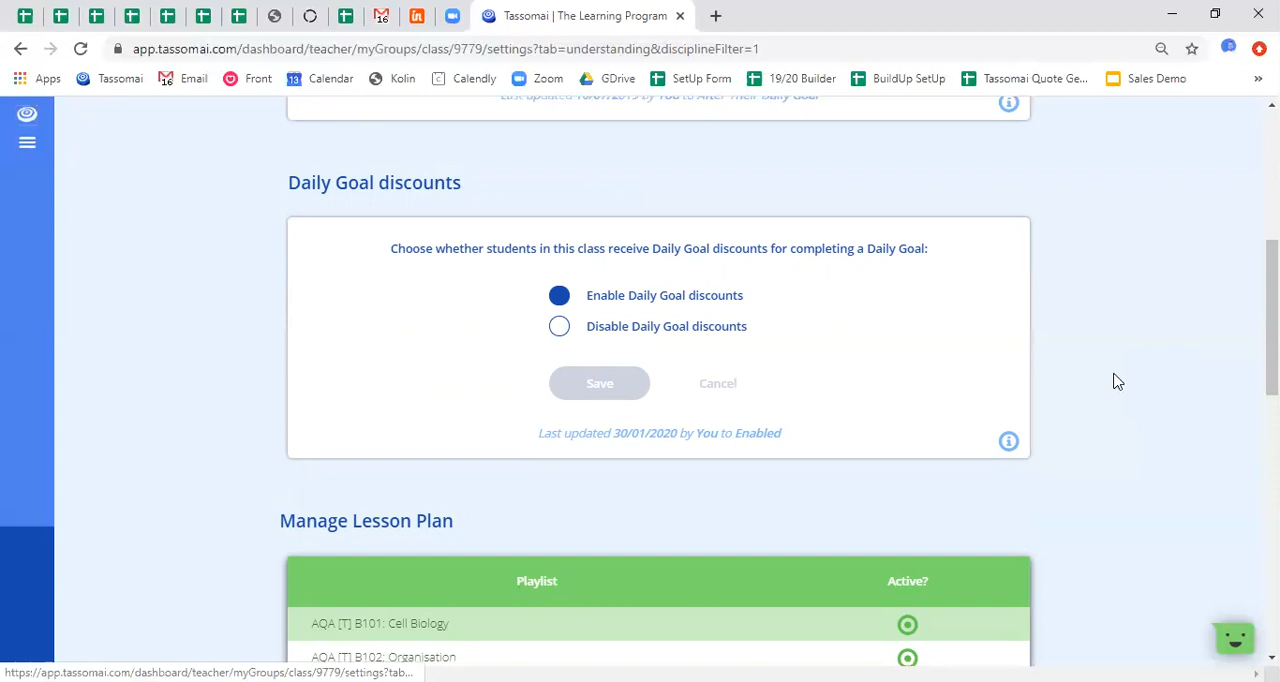 16
Tassomai | The Learning Program
app.tassomai.com/dashboard/teacher/myGroups/class/9779/settings?tab=understanding&disciplineFilter=1
Apps Tassomai Email Front Calendar Kolin Calendly Zoom GDrive SetUp Form 19/20 Builder BuildUp SetUp Tassomai Quote Ge... Sales Demo »
Last updated 10/07/2019 by You to After Their Daily Goal
Daily Goal discounts
Choose whether students in this class receive Daily Goal discounts for completing a Daily Goal:
Enable Daily Goal discounts
Disable Daily Goal discounts
Save Cancel
Last updated 30/01/2020 by You to Enabled
Manage Lesson Plan
Playlist Active?
AQA [T] B101: Cell Biology
AQA [T] B102: Organisation
https://app.tassomai.com/dashboard/teacher/myGroups/class/9779/settings?tab...